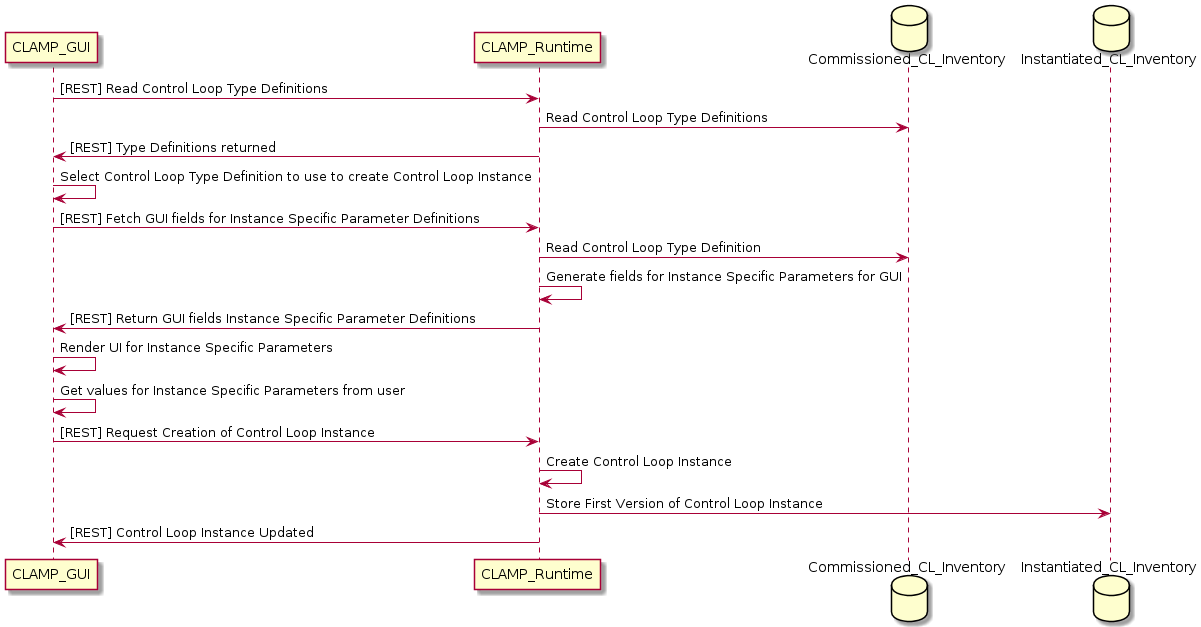 CLAMP_GUI
CLAMP_Runtime
Commissioned_CL_Inventory
Instantiated_CL_Inventory
[REST] Read Control Loop Type Definitions
Read Control Loop Type Definitions
[REST] Type Definitions returned
Select Control Loop Type Definition to use to create Control Loop Instance
[REST] Fetch GUI fields for Instance Specific Parameter Definitions
Read Control Loop Type Definition
Generate fields for Instance Specific Parameters for GUI
[REST] Return GUI fields Instance Specific Parameter Definitions
Render UI for Instance Specific Parameters
Get values for Instance Specific Parameters from user
[REST] Request Creation of Control Loop Instance
Create Control Loop Instance
Store First Version of Control Loop Instance
[REST] Control Loop Instance Updated
CLAMP_GUI
CLAMP_Runtime
Commissioned_CL_Inventory
Instantiated_CL_Inventory